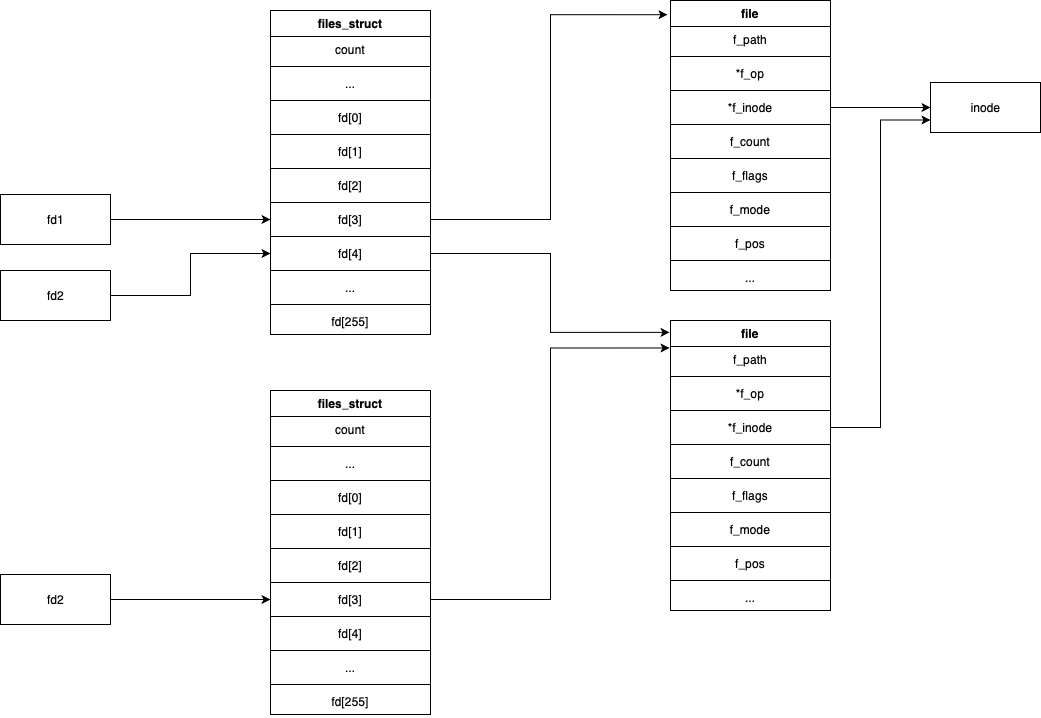 files_struct
count
...
fd[0]
fd[1]
fd[2]
fd[3]
fd[4]
...
fd[255]
fd1
fd2
file
f_path
*f_op
*f_inode
f_count
f_flags
f_mode
f_pos
...
inode
files_struct
count
...
fd[0]
fd[1]
fd[2]
fd[3]
fd[4]
...
fd[255]
fd2
file
f_path
*f_op
*f_inode
f_count
f_flags
f_mode
f_pos
...